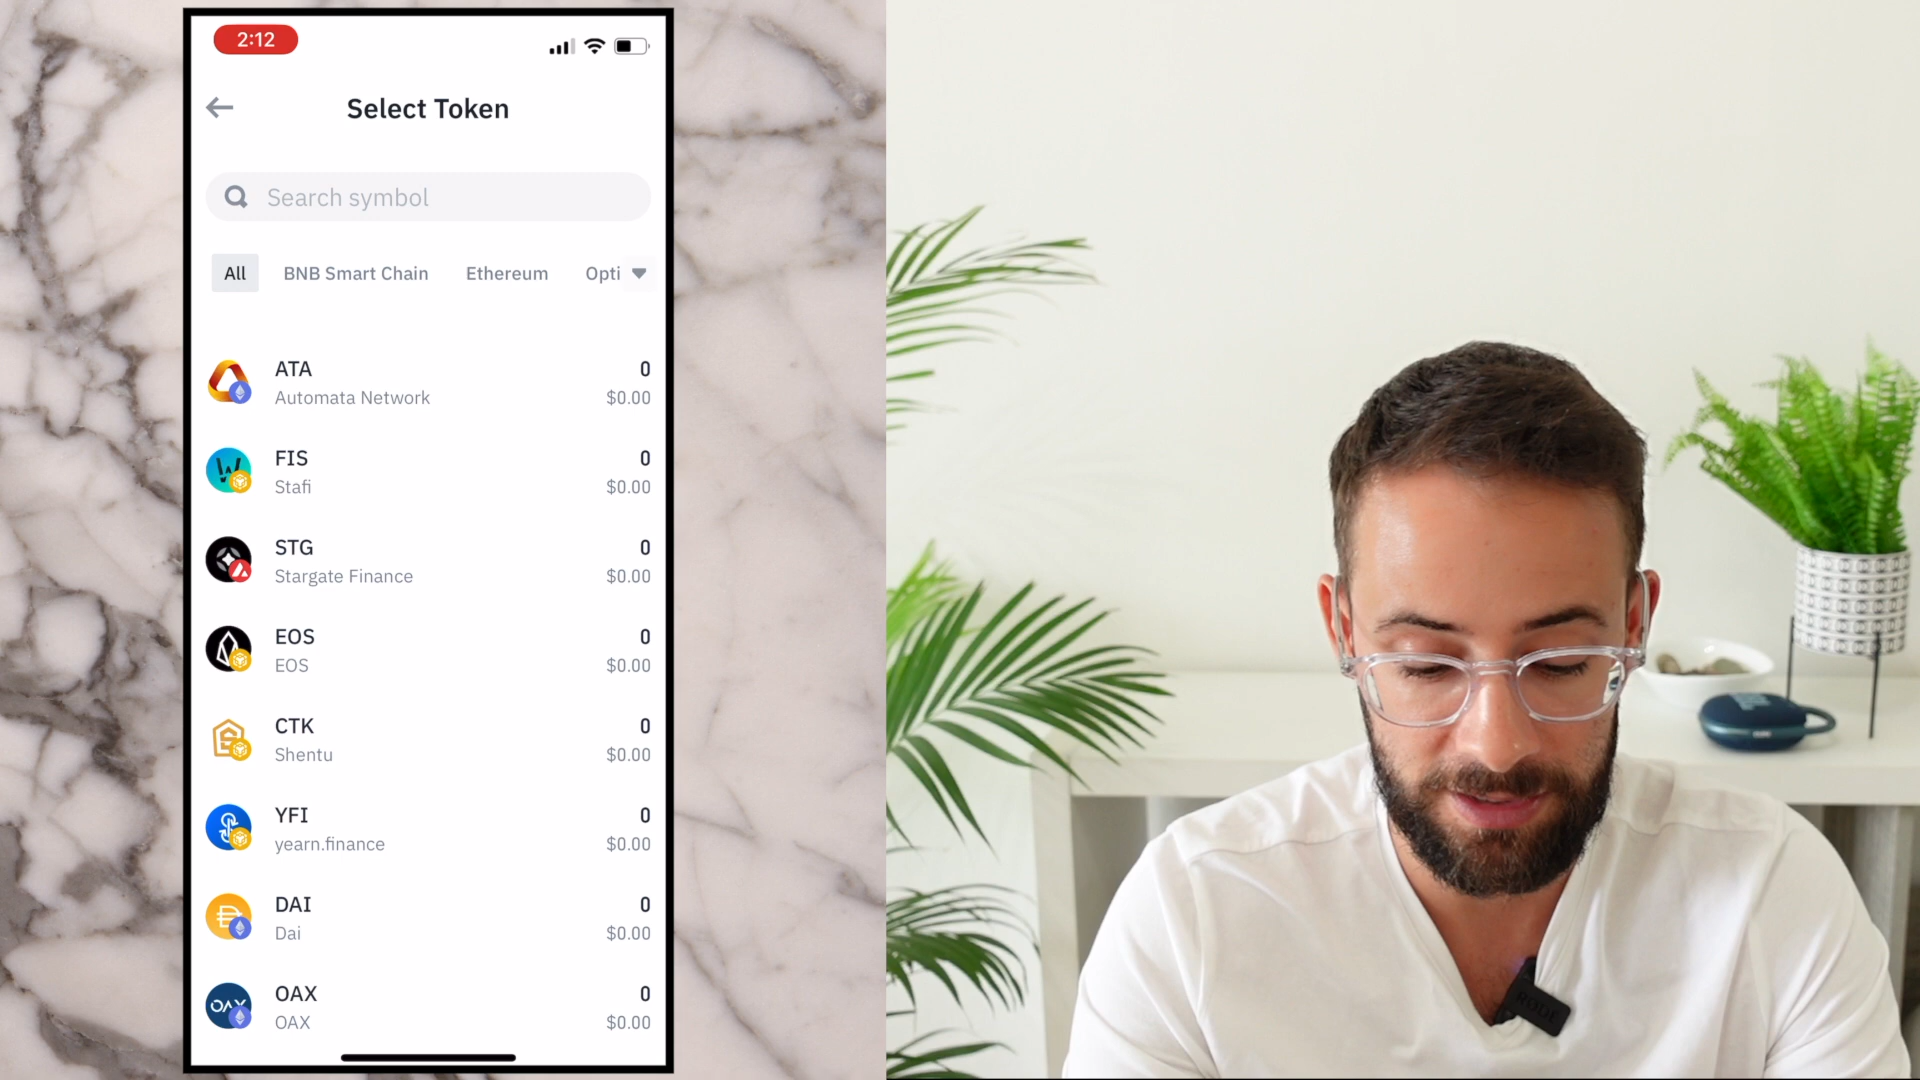 2:12
Select Token
Search symbol
All BNB Smart Chain Ethereum Opti
ATA 0
Automata Network $0.00
FIS 0
Stafi $0.00
STG 0
Stargate Finance $0.00
EOS 0
EOS $0.00
CTK 0
Shentu $0.00
YFI 0
yearn.finance $0.00
DAI 0
Dai $0.00
OAX 0
OAX $0.00
OAX
RODE